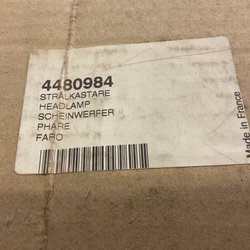 4480984
STRÅLKASTARE
HEADLAMP
SCHEINWERFER
PHARE
FARO
Made in France